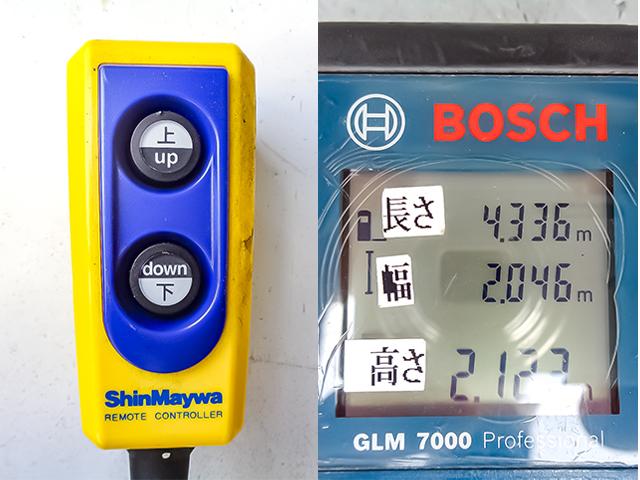 上
up
down
下
ShinMaywa
REMOTE CONTROLLER
BOSCH
長さ 4.336 m
幅 2.046 m
高さ
GLM 7000 Professional